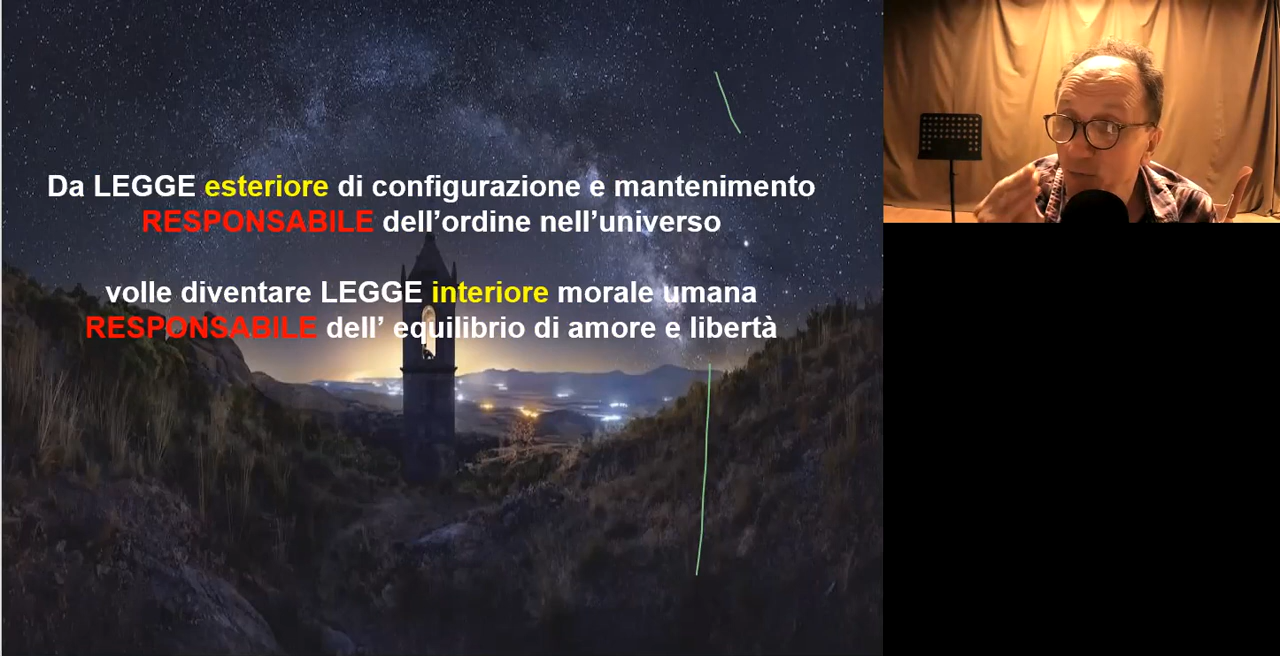 Da LEGGE esteriore di configurazione e mantenimento
RESPONSABILE dell’ordine nell’universo
volle diventare LEGGE interiore morale umana
RESPONSABILE dell’ equilibrio di amore e libertà